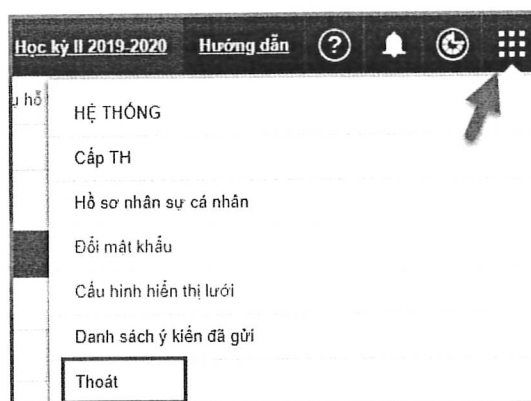 Học kỳ II 2019-2020 Hướng dẫn ?
ụ hỗ
HỆ THỐNG
Cấp TH
Hồ sơ nhân sự cá nhân
Đổi mật khẩu
Cấu hình hiển thị lưới
Danh sách ý kiến đã gửi
Thoát